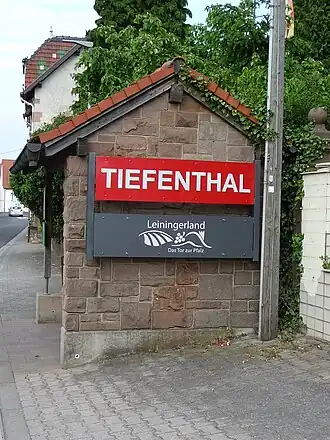 TIEFENTHAL
Leiningerland
Das Tor zur Pfalz